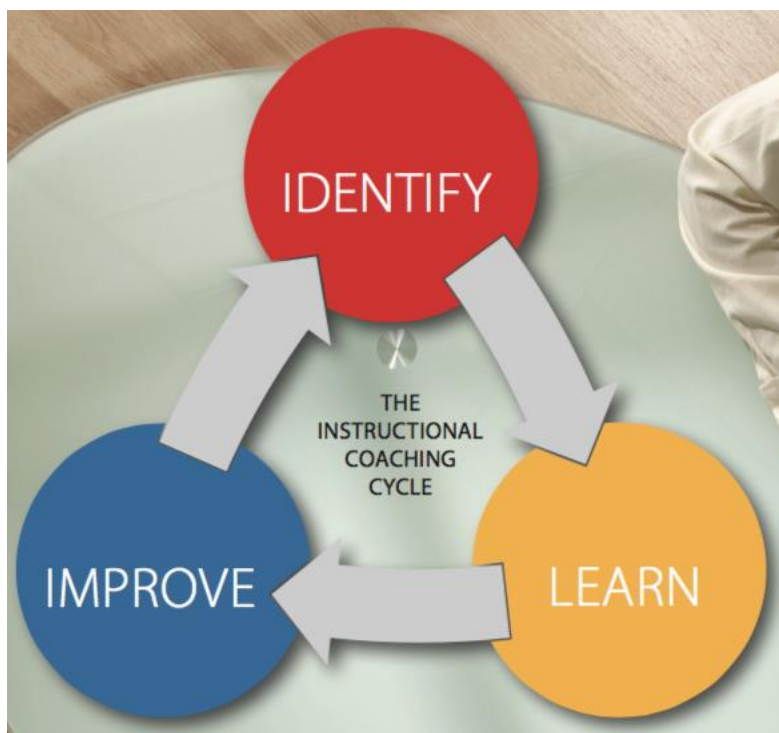 IDENTIFY
THE
INSTRUCTIONAL
COACHING
CYCLE
IMPROVE
LEARN